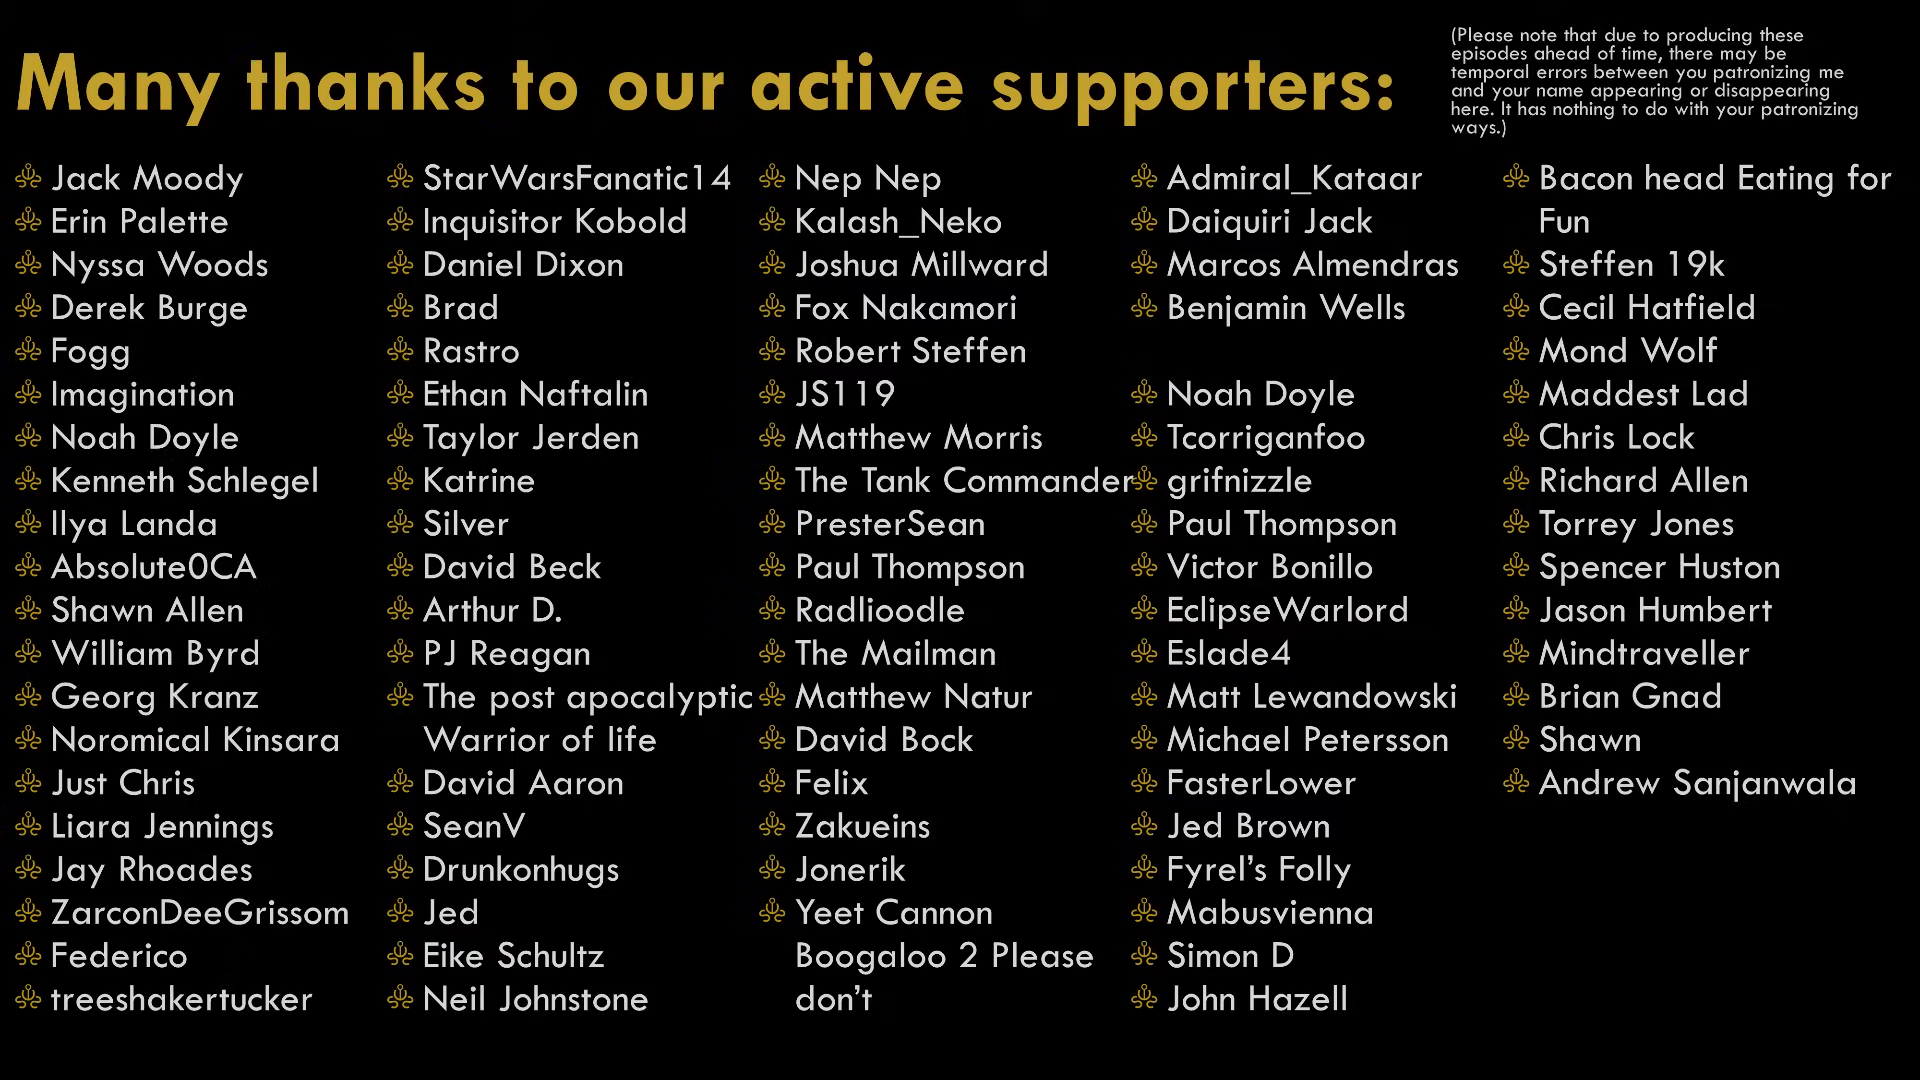 Many thanks to our active supporters:
(Please note that due to producing these
episodes ahead of time, there may be
temporal errors between you patronizing me
and your name appearing or disappearing
here. It has nothing to do with your patronizing
ways.)
Jack Moody
Erin Palette
Nyssa Woods
Derek Burge
Fogg
Imagination
Noah Doyle
Kenneth Schlegel
Ilya Landa
Absolute0CA
Shawn Allen
William Byrd
Georg Kranz
Noromical Kinsara
Just Chris
Liara Jennings
Jay Rhoades
ZarconDeeGrissom
Federico
treeshakertucker
StarWarsFanatic14
Inquisitor Kobold
Daniel Dixon
Brad
Rastro
Ethan Naftalin
Taylor Jerden
Katrine
Silver
David Beck
Arthur D.
PJ Reagan
The post apocalyptic
Warrior of life
David Aaron
SeanV
Drunkonhugs
Jed
Eike Schultz
Neil Johnstone
Nep Nep
Kalash_Neko
Joshua Millward
Fox Nakamori
Robert Steffen
JS119
Matthew Morris
The Tank Commander
PresterSean
Paul Thompson
Radlioodle
The Mailman
Matthew Natur
David Bock
Felix
Zakueins
Jonerik
Yeet Cannon
Boogaloo 2 Please
don't
Admiral_Kataar
Daiquiri Jack
Marcos Almendras
Benjamin Wells
Noah Doyle
Tcorriganfoo
grifnizzle
Paul Thompson
Victor Bonillo
EclipseWarlord
Eslade4
Matt Lewandowski
Michael Petersson
FasterLower
Jed Brown
Fyrel's Folly
Mabusvienna
Simon D
John Hazell
Bacon head Eating for
Fun
Steffen 19k
Cecil Hatfield
Mond Wolf
Maddest Lad
Chris Lock
Richard Allen
Torrey Jones
Spencer Huston
Jason Humbert
Mindtraveller
Brian Gnad
Shawn
Andrew Sanjanwala